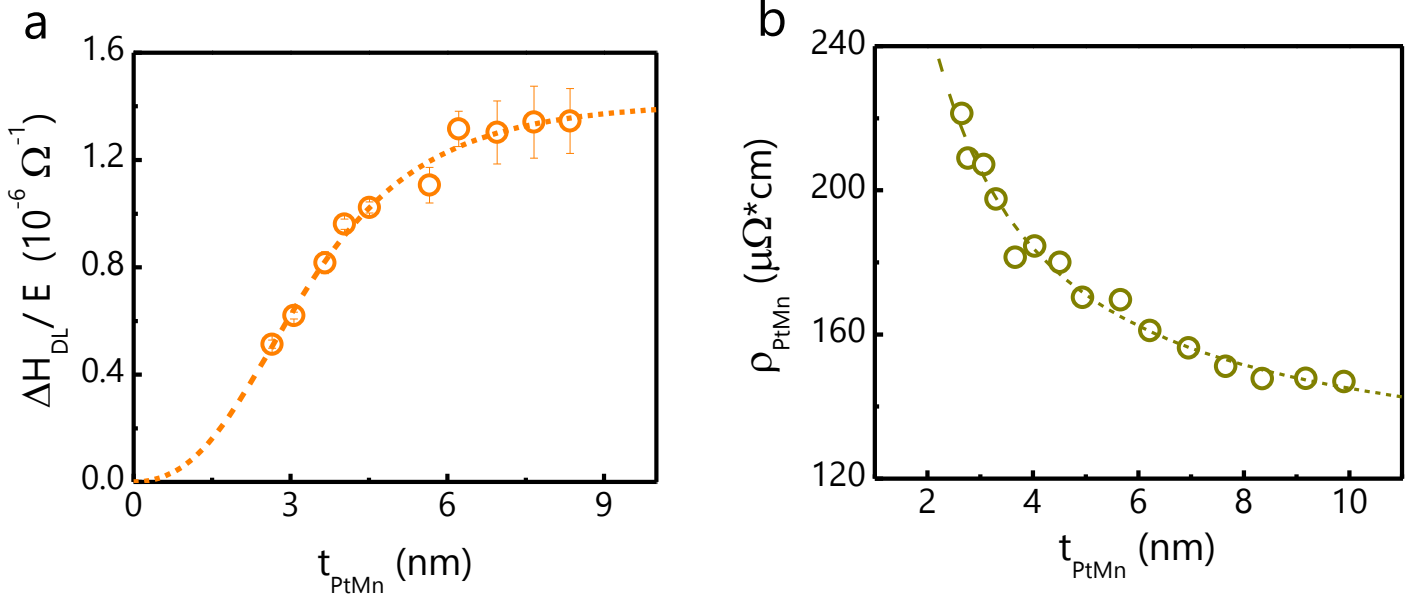 a
ΔH_DL / E (10^-6 Ω^-1)
1.6
1.2
0.8
0.4
0.0
0 3 6 9
t_PtMn (nm)
b
ρ_PtMn (μΩ*cm)
240
200
160
120
2 4 6 8 10
t_PtMn (nm)